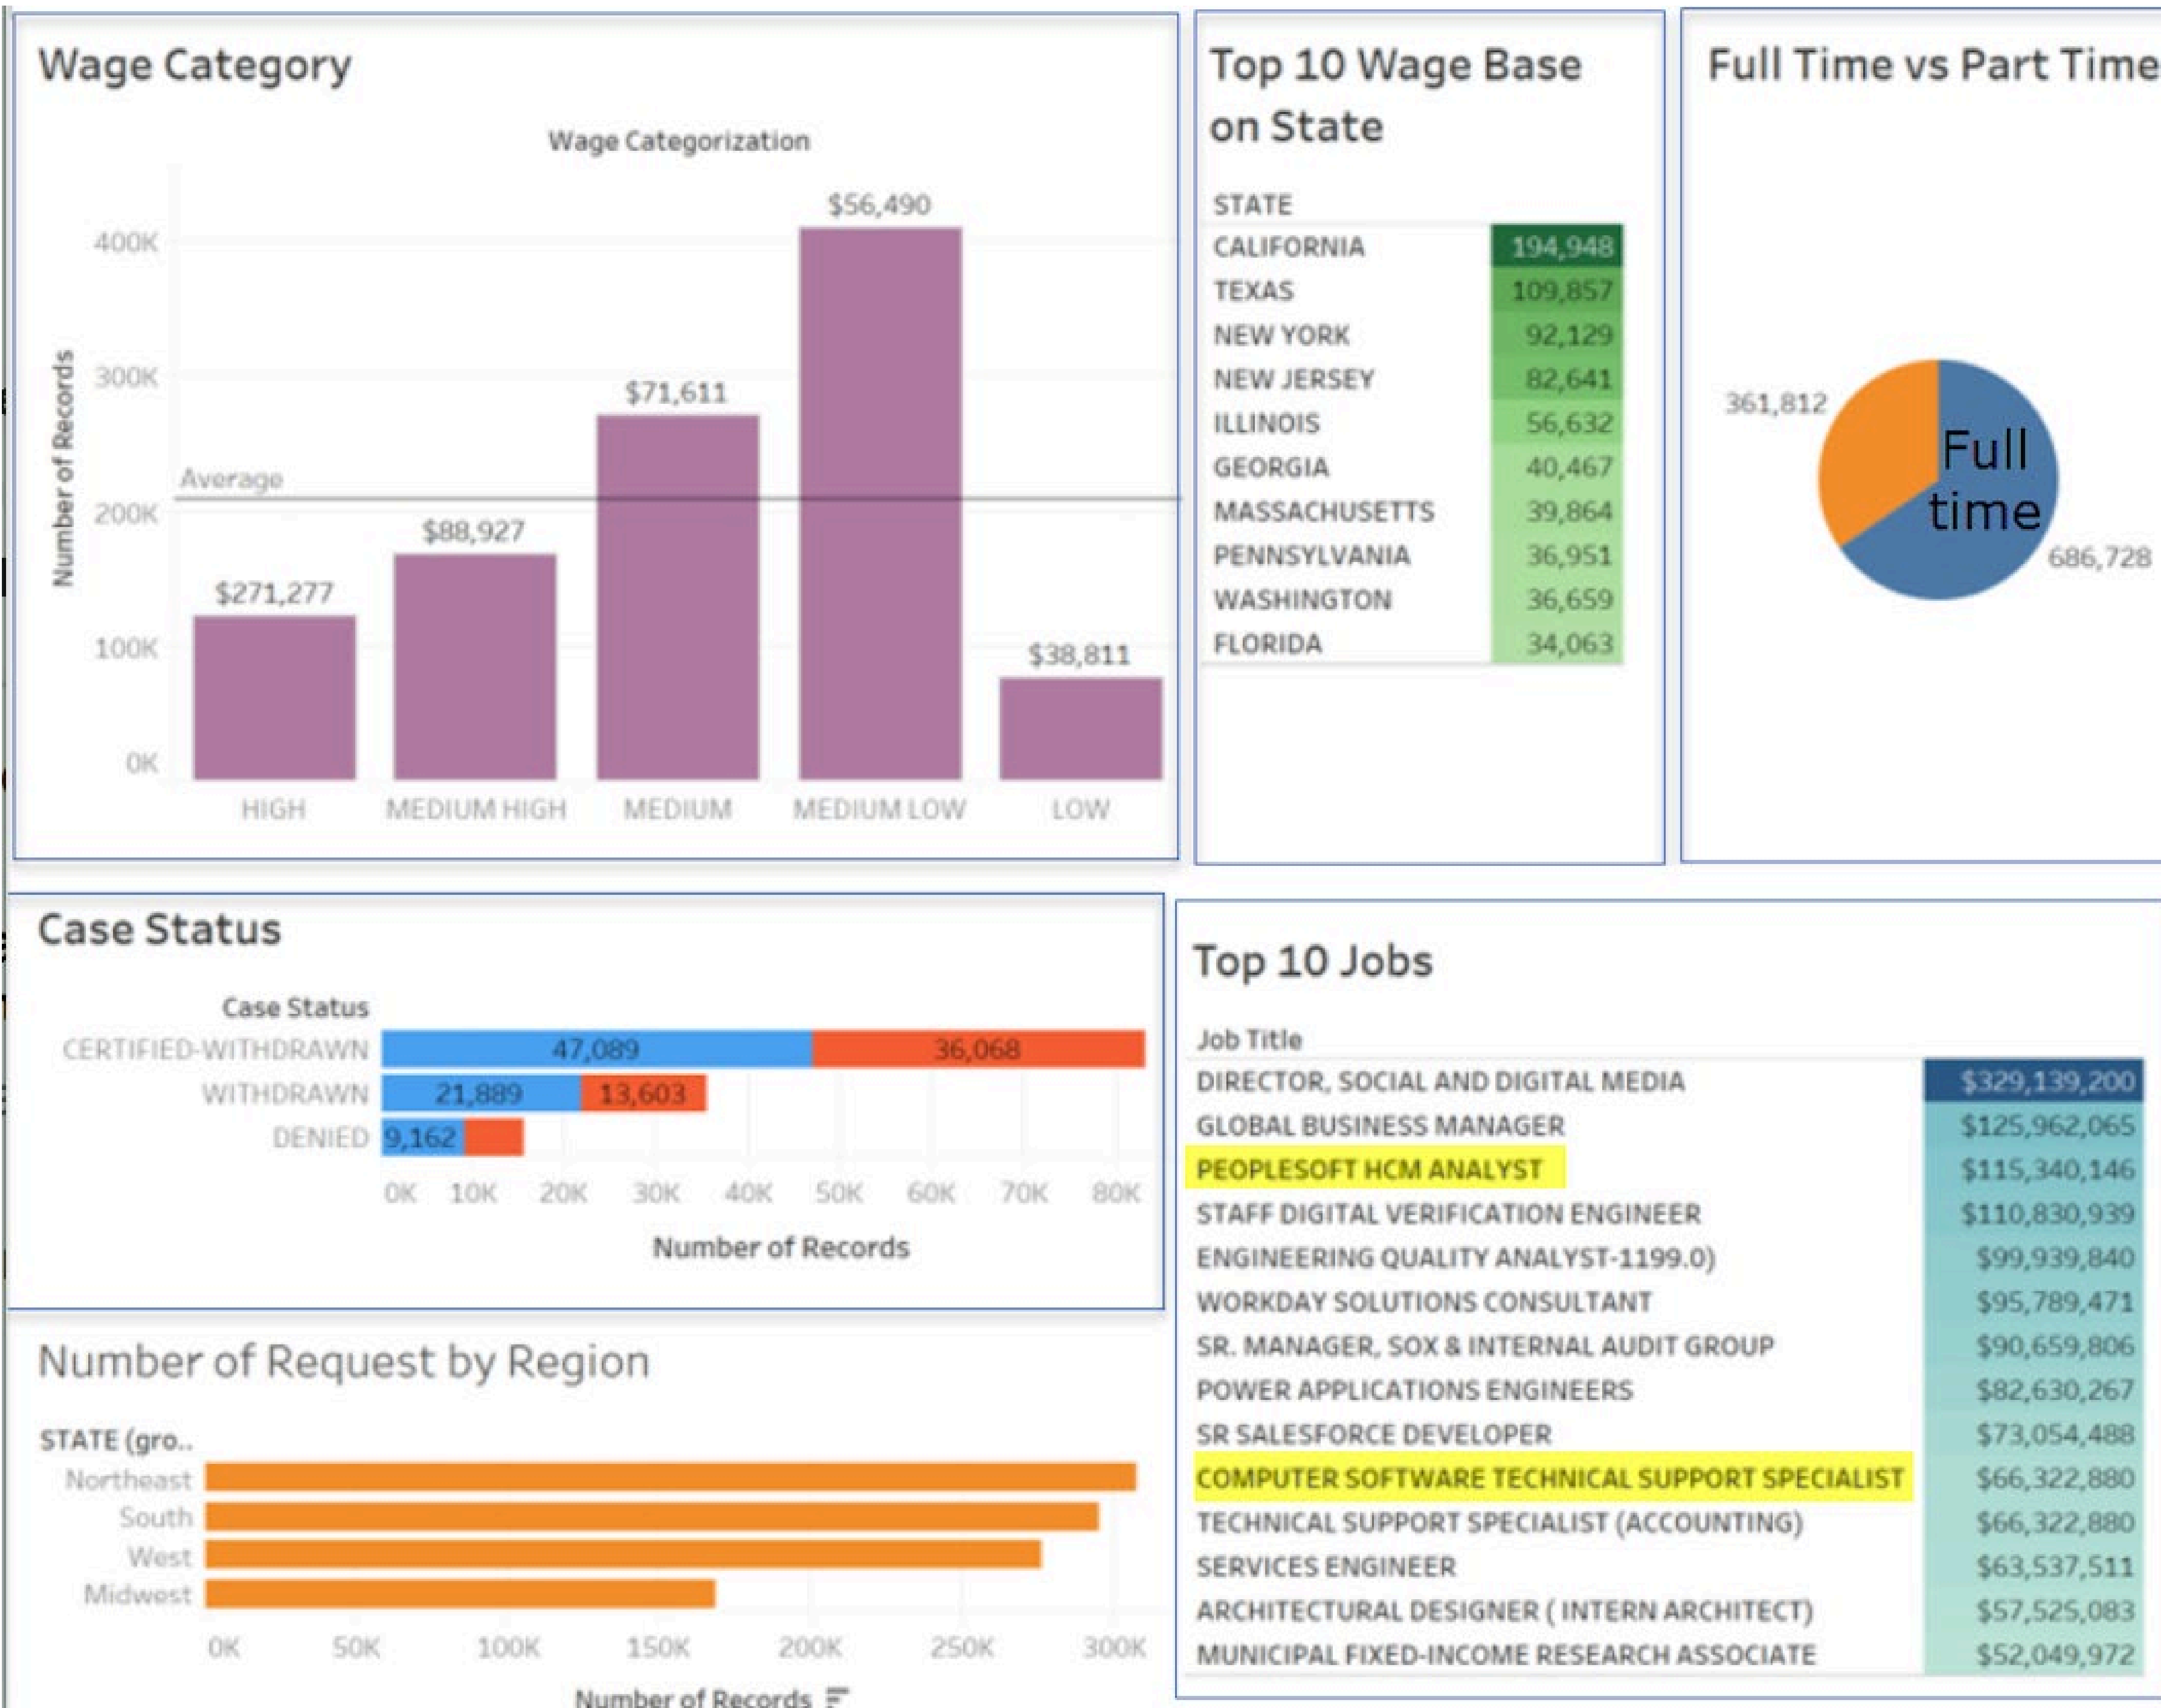 Wage Category
Wage Categorization
Number of Records
400K
300K
200K
100K
0K
Average
$271,277
$88,927
$71,611
$56,490
$38,811
HIGH MEDIUM HIGH MEDIUM MEDIUM LOW LOW
Top 10 Wage Base
on State
STATE
CALIFORNIA 194,948
TEXAS 109,857
NEW YORK 92,129
NEW JERSEY 82,641
ILLINOIS 56,632
GEORGIA 40,467
MASSACHUSETTS 39,864
PENNSYLVANIA 36,951
WASHINGTON 36,659
FLORIDA 34,063
Full Time vs Part Time
361,812
Full
time
686,728
Case Status
Case Status
CERTIFIED-WITHDRAWN 47,089 36,068
WITHDRAWN 21,889 13,603
DENIED 9,162
0K 10K 20K 30K 40K 50K 60K 70K 80K
Number of Records
Number of Request by Region
STATE (gro..
Northeast
South
West
Midwest
0K 50K 100K 150K 200K 250K 300K
Number of Records
Top 10 Jobs
Job Title
DIRECTOR, SOCIAL AND DIGITAL MEDIA $329,139,200
GLOBAL BUSINESS MANAGER $125,962,065
PEOPLESOFT HCM ANALYST $115,340,146
STAFF DIGITAL VERIFICATION ENGINEER $110,830,939
ENGINEERING QUALITY ANALYST-1199.0) $99,939,840
WORKDAY SOLUTIONS CONSULTANT $95,789,471
SR. MANAGER, SOX & INTERNAL AUDIT GROUP $90,659,806
POWER APPLICATIONS ENGINEERS $82,630,267
SR SALESFORCE DEVELOPER $73,054,488
COMPUTER SOFTWARE TECHNICAL SUPPORT SPECIALIST $66,322,880
TECHNICAL SUPPORT SPECIALIST (ACCOUNTING) $66,322,880
SERVICES ENGINEER $63,537,511
ARCHITECTURAL DESIGNER ( INTERN ARCHITECT) $57,525,083
MUNICIPAL FIXED-INCOME RESEARCH ASSOCIATE $52,049,972